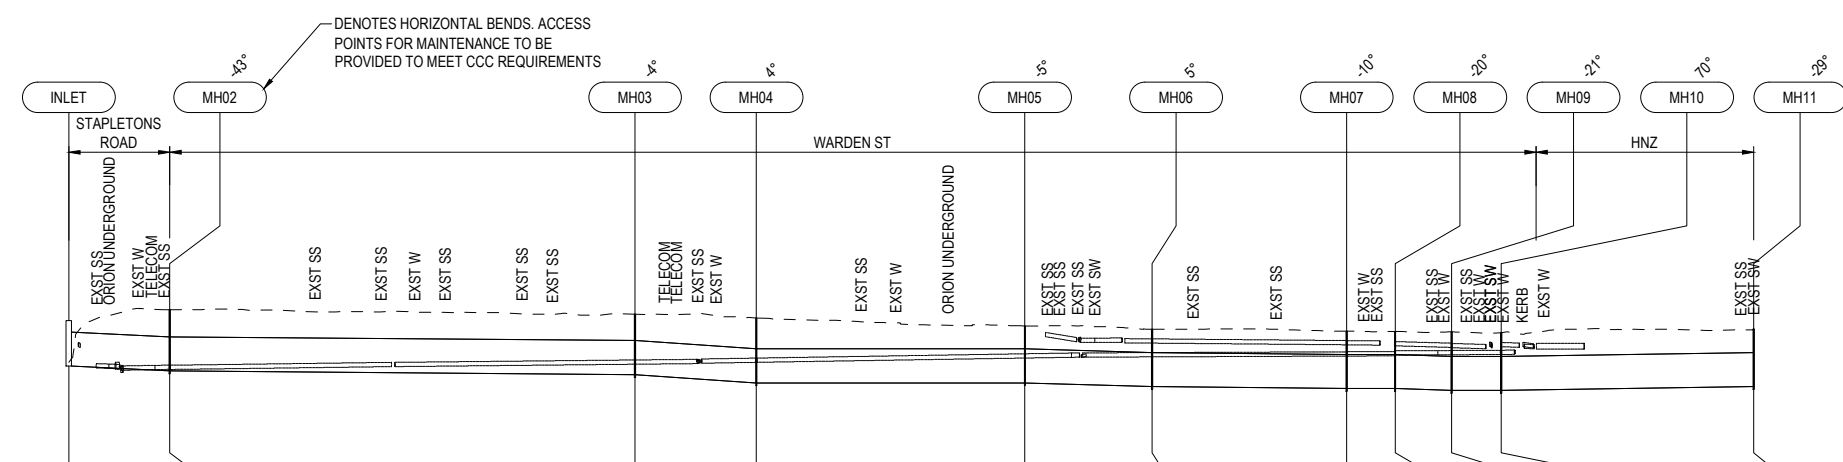 DENOTES HORIZONTAL BENDS. ACCESS
POINTS FOR MAINTENANCE TO BE
PROVIDED TO MEET CCC REQUIREMENTS
-43°
-4°
4°
-5°
5°
-10°
-20°
-21°
70°
-29°
INLET
MH02
MH03
MH04
MH05
MH06
MH07
MH08
MH09
MH10
MH11
STAPLETONS
ROAD
WARDEN ST
HNZ
EXST SS
ORION UNDERGROUND
EXST W
TELECOM
EXST SS
EXST SS
EXST SS
EXST W
EXST SS
EXST SS
EXST SS
TELECOM
TELECOM
EXST SS
EXST W
EXST SS
EXST W
ORION UNDERGROUND
EXST SS
EXST SS
EXST SS
EXST SW
EXST SS
EXST SS
EXST W
EXST SS
EXST SS
EXST W
EXST SS
EXST W
EXST SW
EXST W
KERB
EXST W
EXST SS
EXST SW